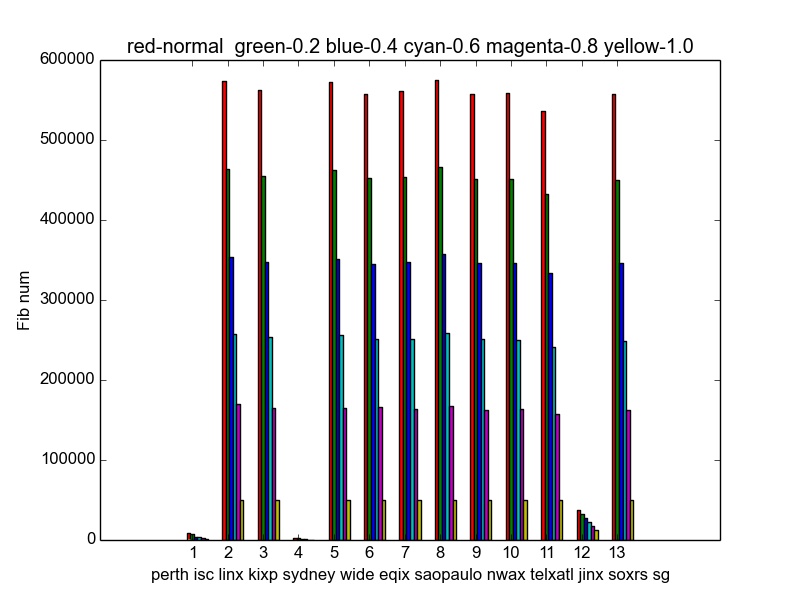 red-normal  green-0.2 blue-0.4 cyan-0.6 magenta-0.8 yellow-1.0
600000
500000
400000
300000
200000
100000
0
Fib num
1 2 3 4 5 6 7 8 9 10 11 12 13
perth isc linx kixp sydney wide eqix saopaulo nwax telxatl jinx soxrs sg